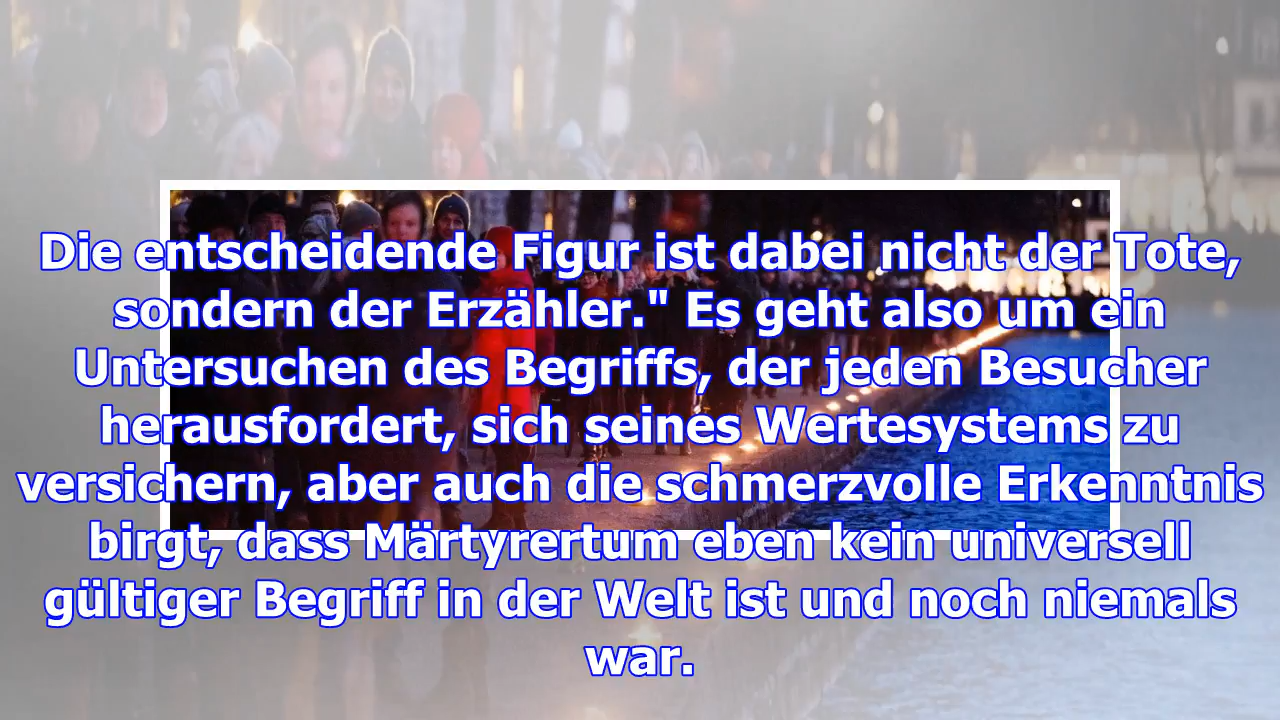 Die entscheidende Figur ist dabei nicht der Tote,
sondern der Erzähler." Es geht also um ein
Untersuchen des Begriffs, der jeden Besucher
herausfordert, sich seines Wertesystems zu
versichern, aber auch die schmerzvolle Erkenntnis
birgt, dass Märtyrertum eben kein universell
gültiger Begriff in der Welt ist und noch niemals
war.